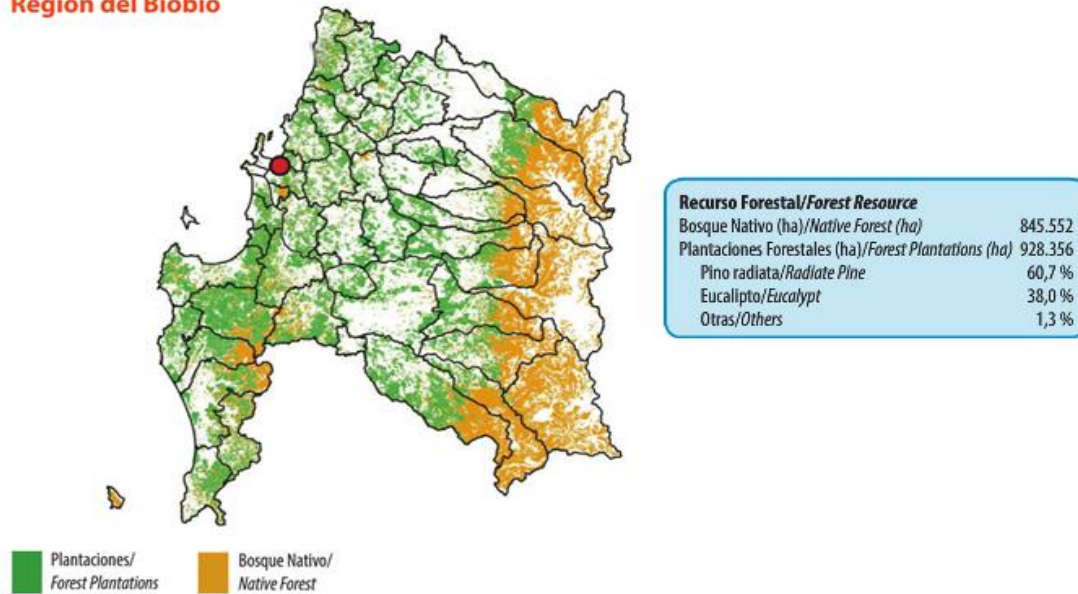 Región del Biobío
Recurso Forestal/Forest Resource
Bosque Nativo (ha)/Native Forest (ha) 845.552
Plantaciones Forestales (ha)/Forest Plantations (ha) 928.356
Pino radiata/Radiate Pine 60,7 %
Eucalipto/Eucalypt 38,0 %
Otras/Others 1,3 %
Plantaciones/
Forest Plantations
Bosque Nativo/
Native Forest